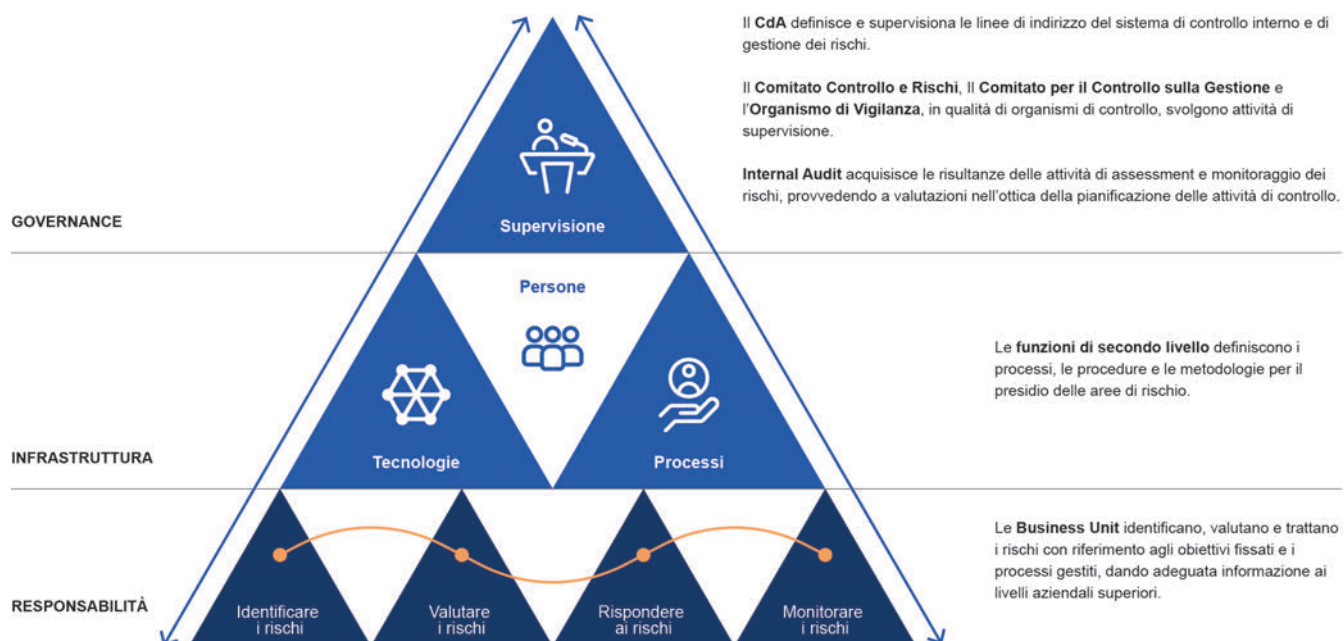 Il CdA definisce e supervisiona le linee di indirizzo del sistema di controllo interno e di
gestione dei rischi.
Il Comitato Controllo e Rischi, Il Comitato per il Controllo sulla Gestione e
l'Organismo di Vigilanza, in qualità di organismi di controllo, svolgono attività di
supervisione.
Internal Audit acquisisce le risultanze delle attività di assessment e monitoraggio dei
rischi, provvedendo a valutazioni nell'ottica della pianificazione delle attività di controllo.
GOVERNANCE
Supervisione
Persone
Le funzioni di secondo livello definiscono i
processi, le procedure e le metodologie per il
presidio delle aree di rischio.
INFRASTRUTTURA
Tecnologie
Processi
Le Business Unit identificano, valutano e trattano
i rischi con riferimento agli obiettivi fissati e i
processi gestiti, dando adeguata informazione ai
livelli aziendali superiori.
RESPONSABILITÀ
Identificare
i rischi
Valutare
i rischi
Rispondere
ai rischi
Monitorare
i rischi